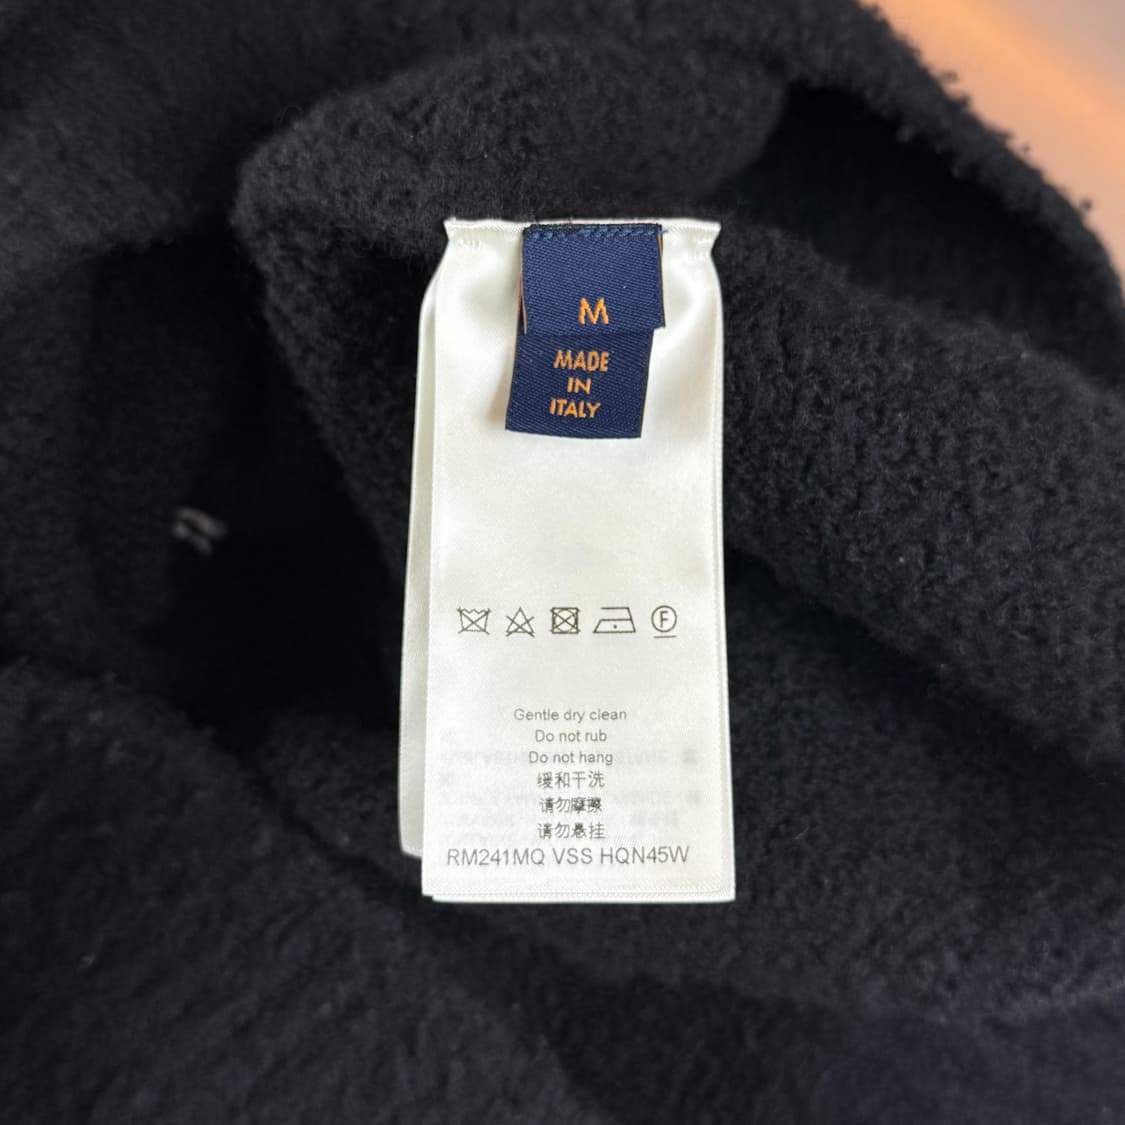 M
MADE
IN
ITALY
F
Gentle dry clean
Do not rub
Do not hang
缓和干洗
请勿摩擦
请勿悬挂
RM241MQ VSS HQN45W